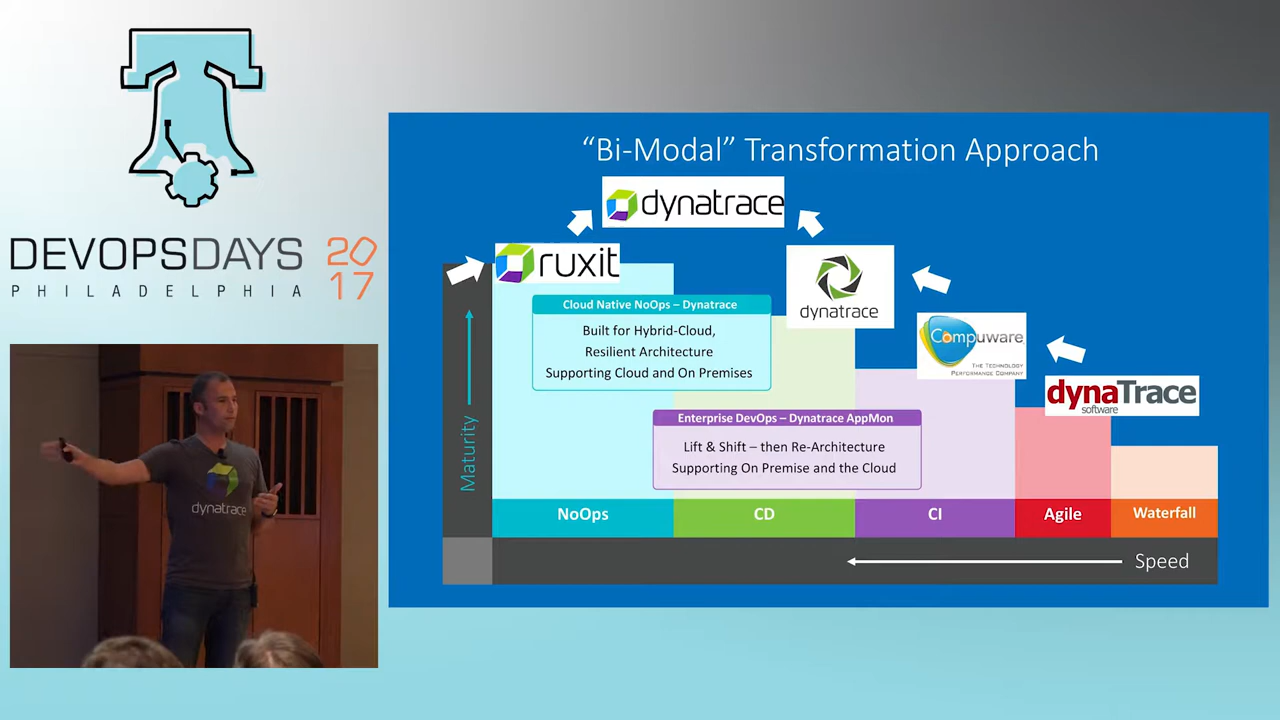 DEVOPSDAYS
PHILADELPHIA
20
17
dynatrace
“Bi-Modal” Transformation Approach
dynatrace
ruxit
dynatrace
Compuware
THE TECHNOLOGY
PERFORMANCE COMPANY
dynaTrace
software
Cloud Native NoOps – Dynatrace
Built for Hybrid-Cloud,
Resilient Architecture
Supporting Cloud and On Premises
Enterprise DevOps – Dynatrace AppMon
Lift & Shift – then Re-Architecture
Supporting On Premise and the Cloud
Maturity
NoOps
CD
CI
Agile
Waterfall
Speed